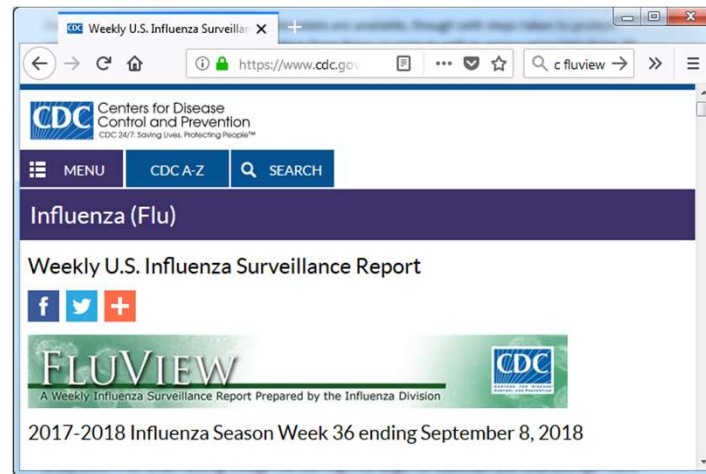 Weekly U.S. Influenza Surveillan
https://www.cdc.gov
c fluview
CDC
Centers for Disease
Control and Prevention
CDC 24/7: Saving Lives. Protecting People™
MENU
CDC A-Z
SEARCH
Influenza (Flu)
Weekly U.S. Influenza Surveillance Report
FLUVIEW
CDC
A Weekly Influenza Surveillance Report Prepared by the Influenza Division
2017-2018 Influenza Season Week 36 ending September 8, 2018